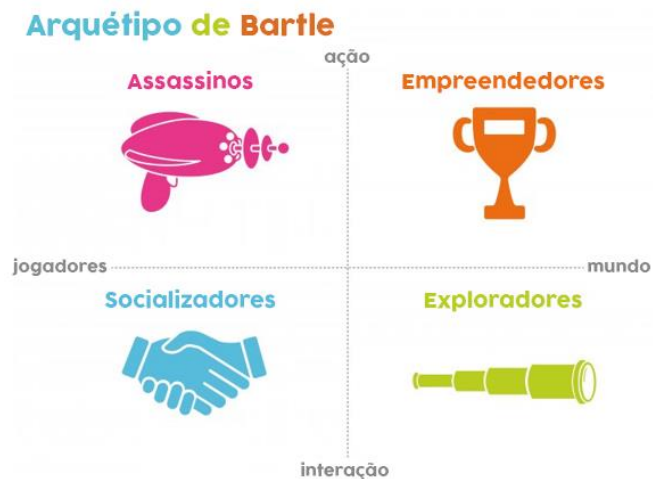 Arquétipo de Bartle
ação
Assassinos
Empreendedores
jogadores
mundo
Socializadores
Exploradores
interação